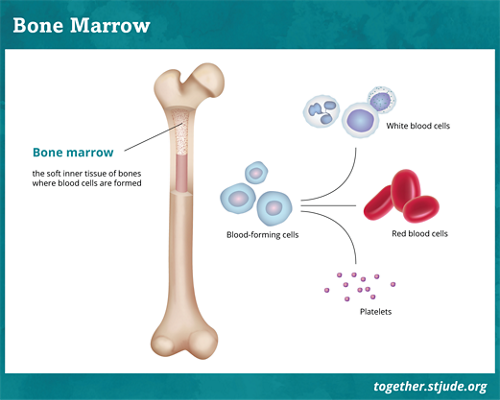 Bone Marrow
Bone marrow
the soft inner tissue of bones
where blood cells are formed
White blood cells
Blood-forming cells
Red blood cells
Platelets
together.stjude.org